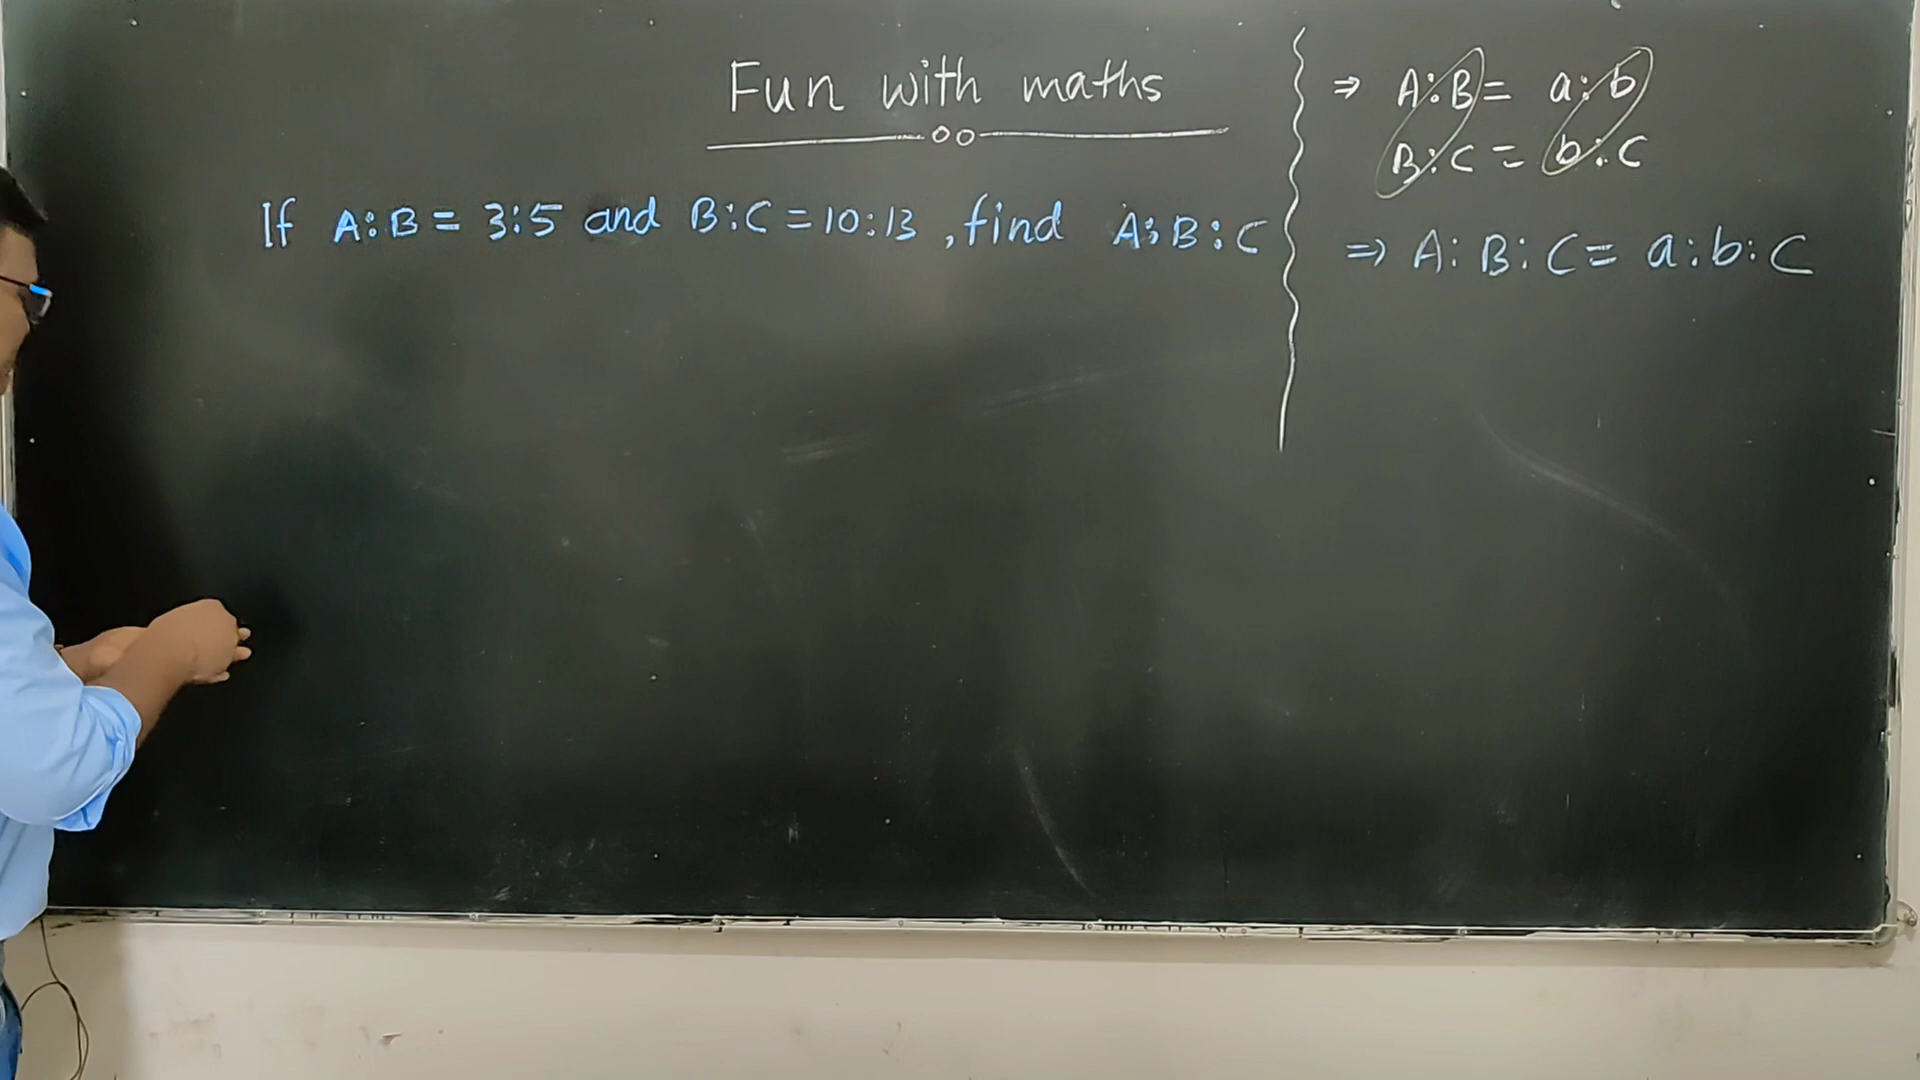 Fun with maths
If A:B = 3:5 and B:C = 10:13, find A:B:C
⇒ A:B = a:b
B:C = b:c
⇒ A:B:C = a:b:c